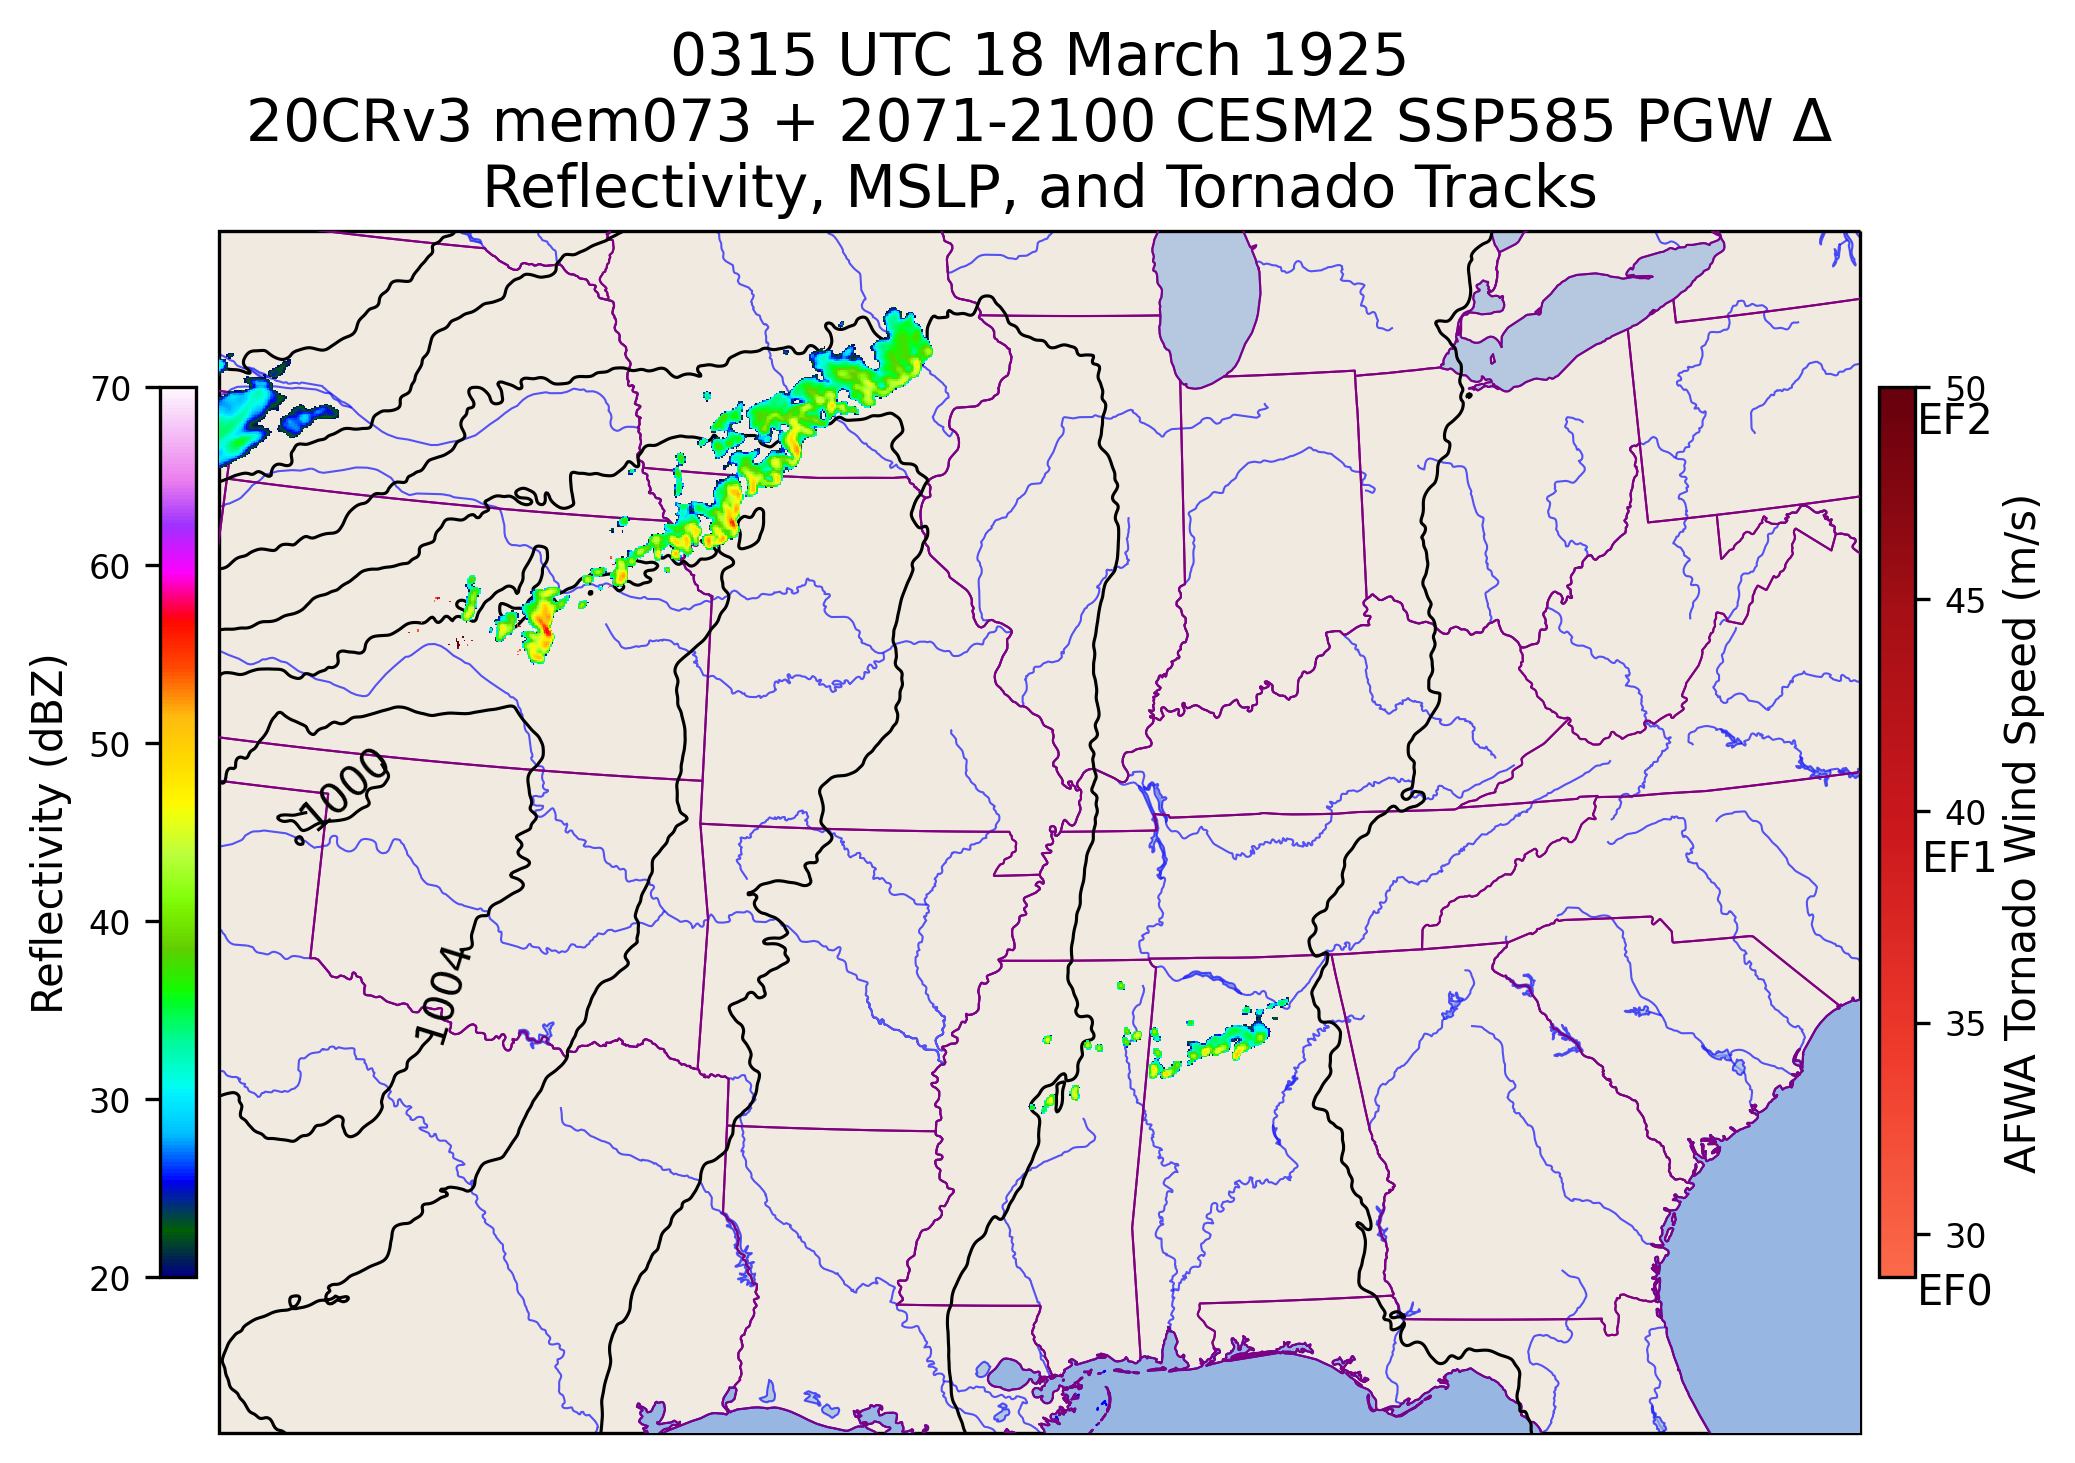 0315 UTC 18 March 1925
20CRv3 mem073 + 2071-2100 CESM2 SSP585 PGW Δ
Reflectivity, MSLP, and Tornado Tracks
Reflectivity (dBZ)
70
60
50
40
30
20
1000
1004
50
EF2
45
40
EF1
35
30
EF0
AFWA Tornado Wind Speed (m/s)